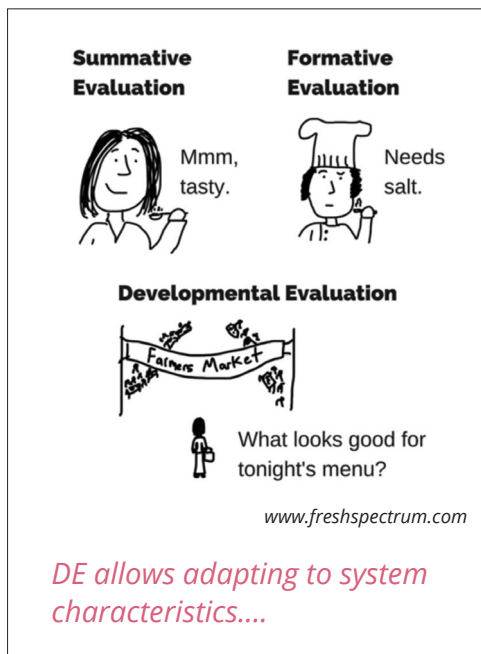 Summative
Evaluation
Formative
Evaluation
Mmm,
tasty.
Needs
salt.
Developmental Evaluation
Farmers Market
What looks good for
tonight's menu?
www.freshspectrum.com
DE allows adapting to system
characteristics....